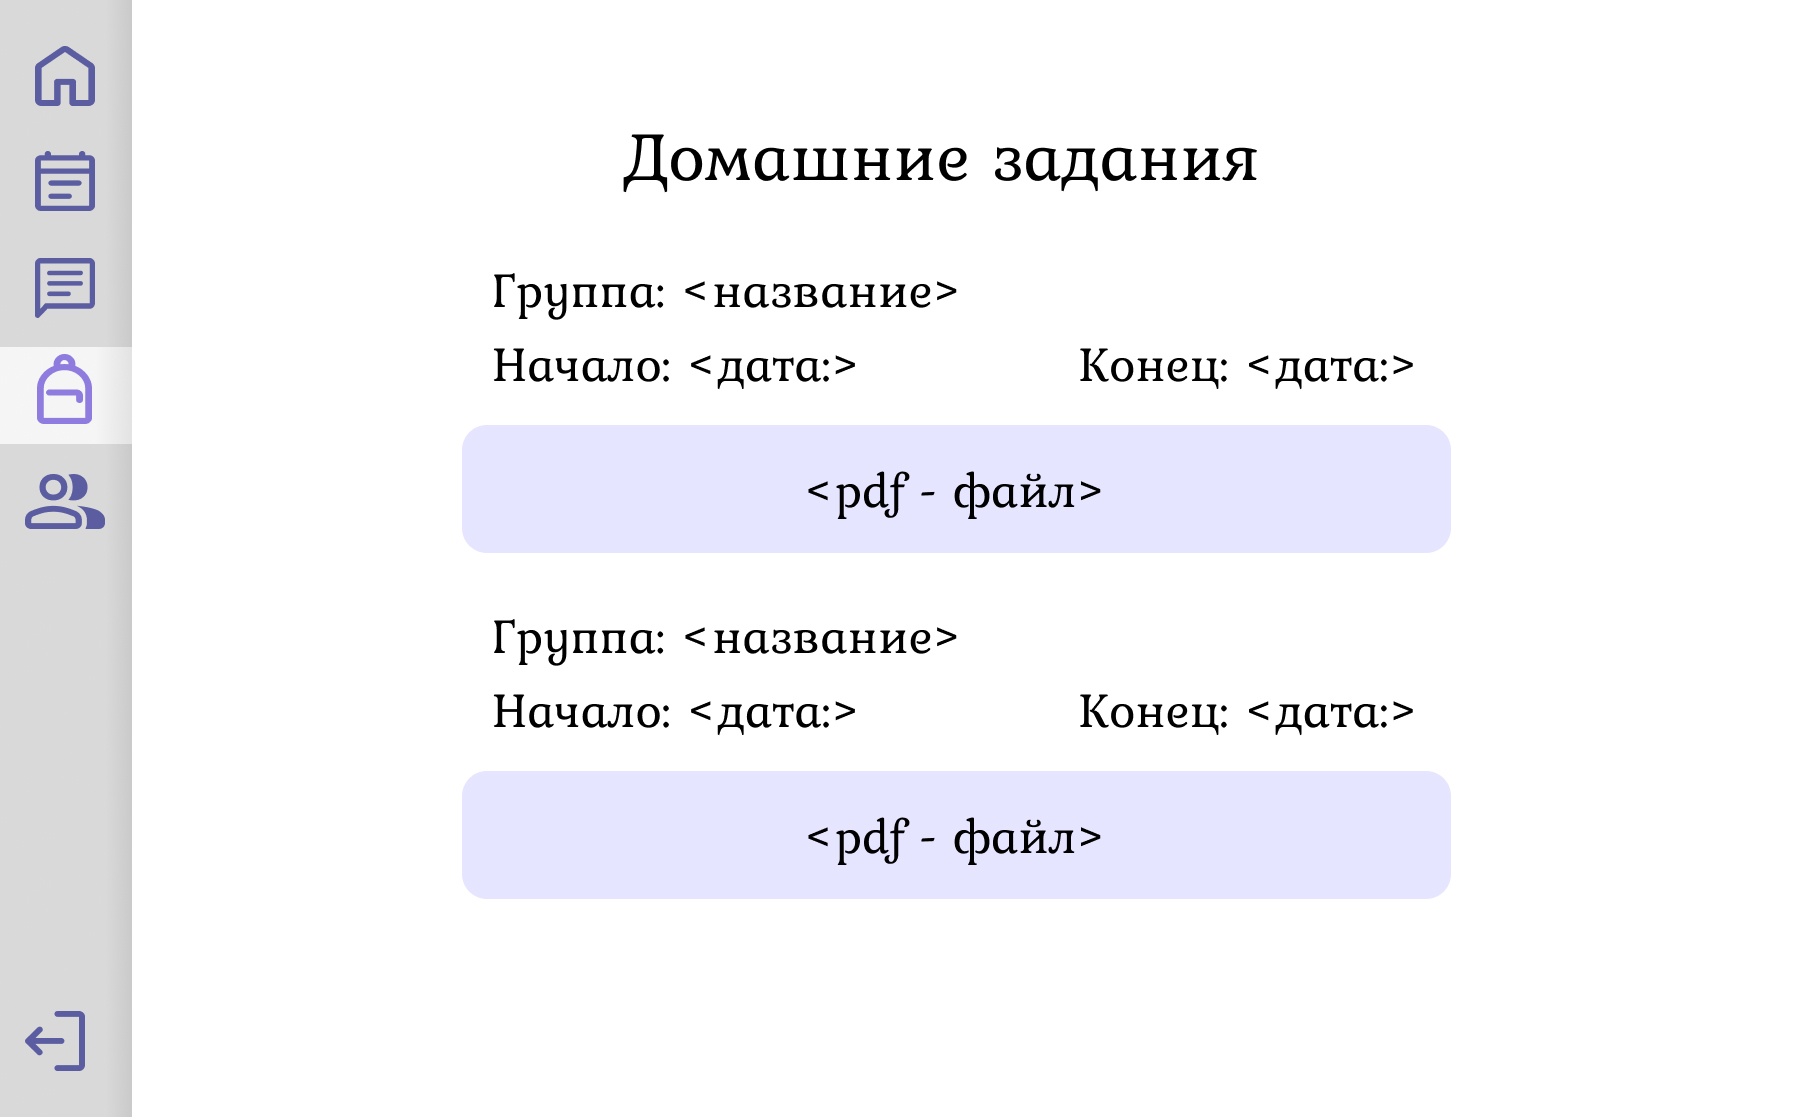 Домашние задания
Группа: <название>
Начало: <дата:> Конец: <дата:>
<pdf - файл>
Группа: <название>
Начало: <дата:> Конец: <дата:>
<pdf - файл>